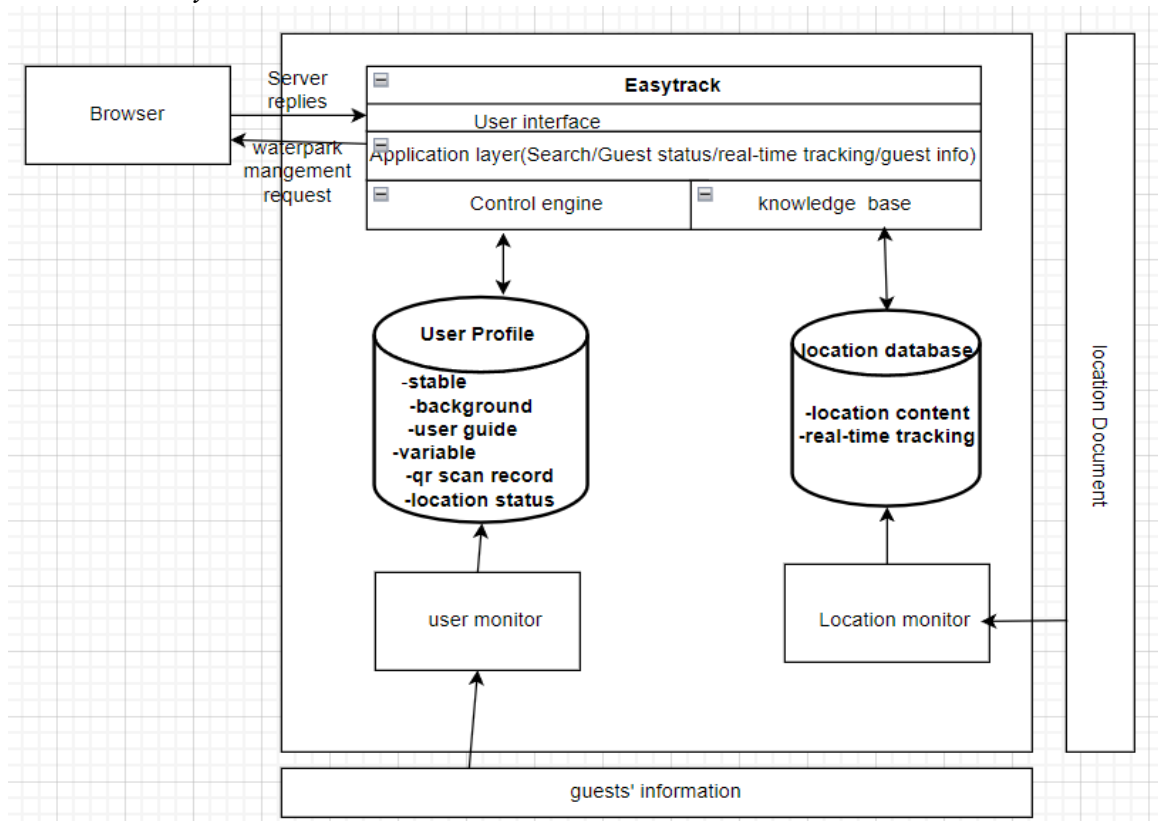 Browser
Server
replies
waterpark
mangement
request
Easytrack
User interface
Application layer(Search/Guest status/real-time tracking/guest info)
Control engine
knowledge base
User Profile
-stable
-background
-user guide
-variable
-qr scan record
-location status
location database
-location content
-real-time tracking
user monitor
Location monitor
location Document
guests' information